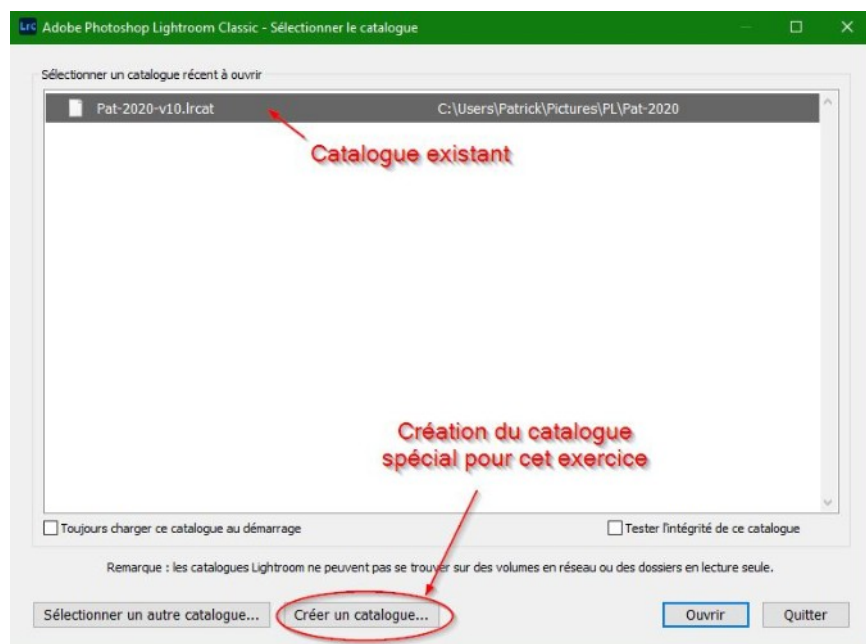 Lrc Adobe Photoshop Lightroom Classic - Sélectionner le catalogue
Sélectionner un catalogue récent à ouvrir
Pat-2020-v10.lrcat C:\Users\Patrick\Pictures\PL\Pat-2020
Catalogue existant
Création du catalogue
spécial pour cet exercice
Toujours charger ce catalogue au démarrage Tester l'intégrité de ce catalogue
Remarque : les catalogues Lightroom ne peuvent pas se trouver sur des volumes en réseau ou des dossiers en lecture seule.
Sélectionner un autre catalogue... Créer un catalogue... Ouvrir Quitter